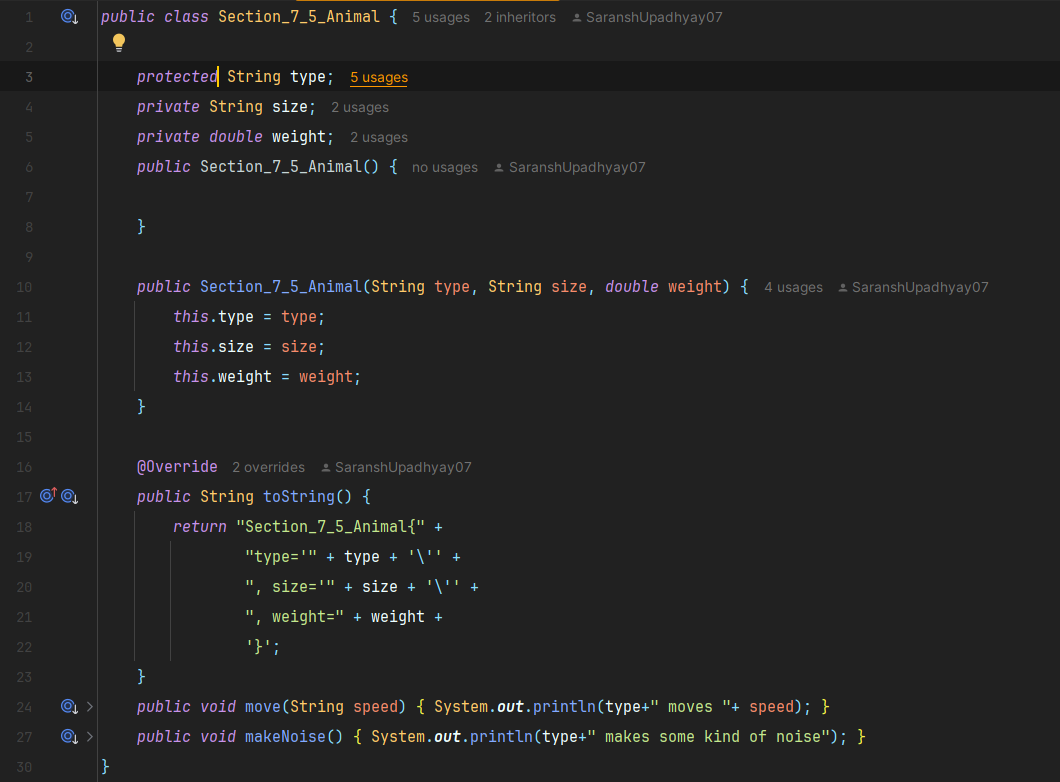 1 public class Section_7_5_Animal { 5 usages 2 inheritors SaranshUpadhyay07
2
3 protected String type; 5 usages
4 private String size; 2 usages
5 private double weight; 2 usages
6 public Section_7_5_Animal() { no usages SaranshUpadhyay07
7
8 }
9
10 public Section_7_5_Animal(String type, String size, double weight) { 4 usages SaranshUpadhyay07
11 this.type = type;
12 this.size = size;
13 this.weight = weight;
14 }
15
16 @Override 2 overrides SaranshUpadhyay07
17 public String toString() {
18 return "Section_7_5_Animal{" +
19 "type='" + type + '\'' +
20 ", size='" + size + '\'' +
21 ", weight=" + weight +
22 '}';
23 }
24 public void move(String speed) { System.out.println(type+" moves "+ speed); }
27 public void makeNoise() { System.out.println(type+" makes some kind of noise"); }
30 }